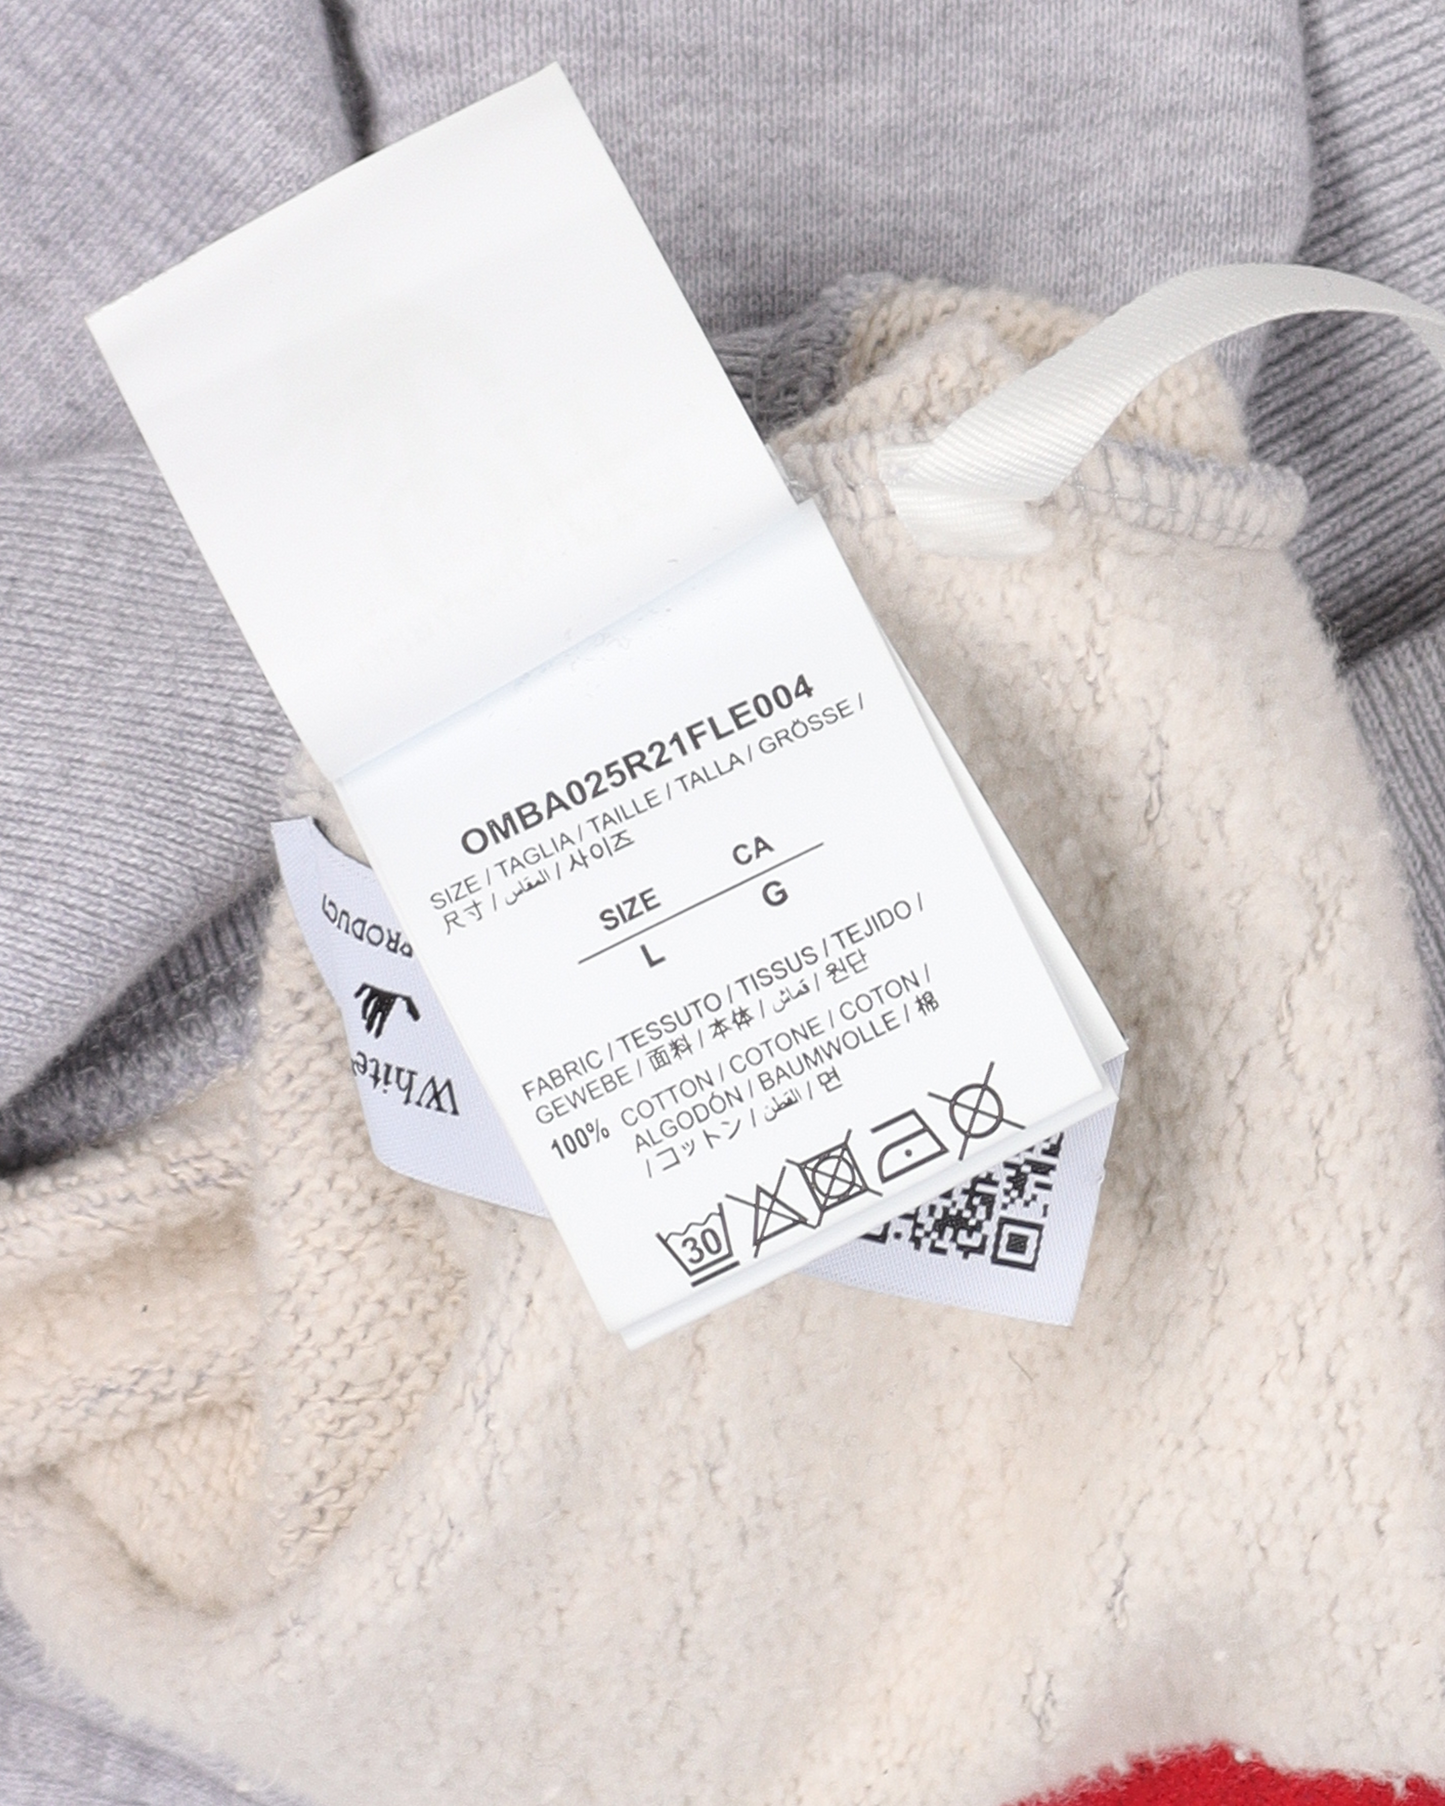 OMBA025R21FLE004
SIZE / TAGLIA / TAILLE / TALLA / GRÖSSE /
尺寸 / المقاس / 사이즈
SIZE CA
L G
FABRIC / TESSUTO / TISSUS / TEJIDO /
GEWEBE / 面料 / 本体 / قماش / 원단
100% COTTON / COTONE / COTON /
ALGODÓN / BAUMWOLLE / 棉
/ コットン / القطن / 면
30
PRODUCT
White